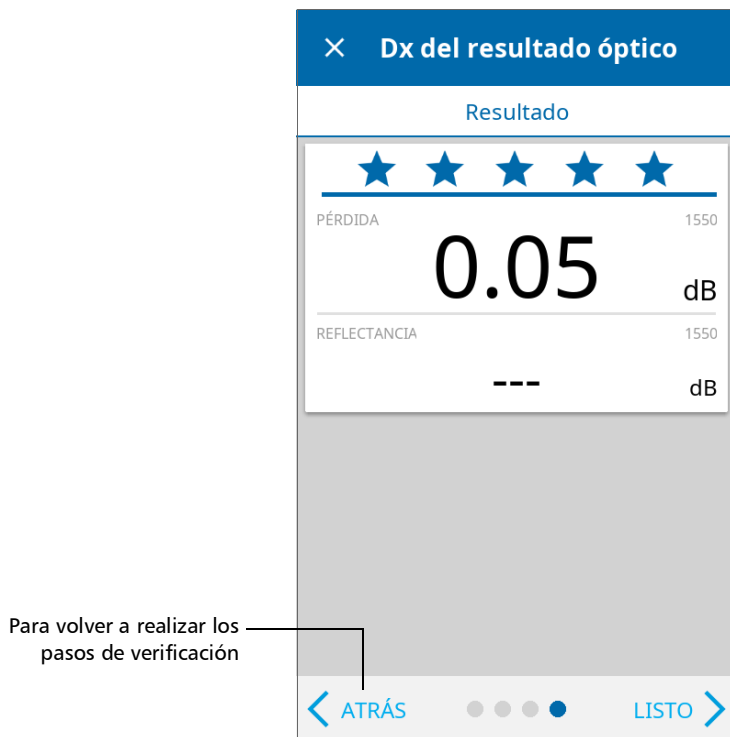 Dx del resultado óptico
Resultado
PÉRDIDA 1550
0.05 dB
REFLECTANCIA 1550
--- dB
Para volver a realizar los
pasos de verificación
ATRÁS LISTO